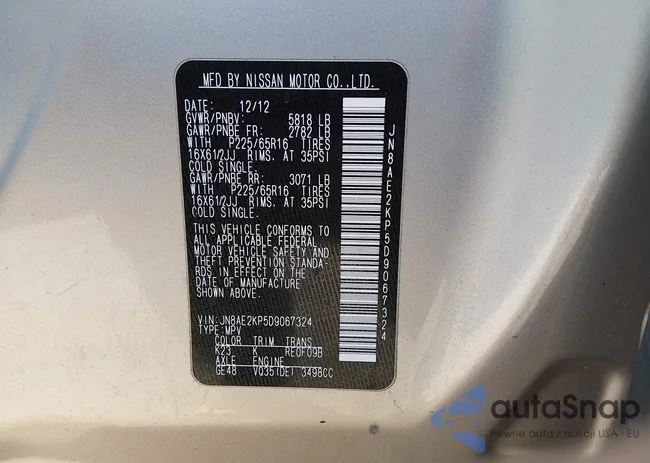 MFD BY NISSAN MOTOR CO.,LTD.
DATE: 12/12
GVWR/PNBV: 5818 LB
GAWR/PNBE FR: 2782 LB
WITH P225/65R16 TIRES
16X61/2JJ RIMS. AT 35PSI
COLD SINGLE.
GAWR/PNBE RR: 3071 LB
WITH P225/65R16 TIRES
16X61/2JJ RIMS. AT 35PSI
COLD SINGLE.
THIS VEHICLE CONFORMS TO
ALL APPLICABLE FEDERAL
MOTOR VEHICLE SAFETY AND
THEFT PREVENTION STANDA-
RDS IN EFFECT ON THE
DATE OF MANUFACTURE
SHOWN ABOVE.
VIN: JN8AE2KP5D9067324
TYPE: MPV
COLOR TRIM TRANS
K23 K RE0F09B
AXLE ENGINE
GE48 VQ35(DE) 3498CC
JN8AE2KP5D9067324
autaSnap
Pewne auta z aukcji USA i EU